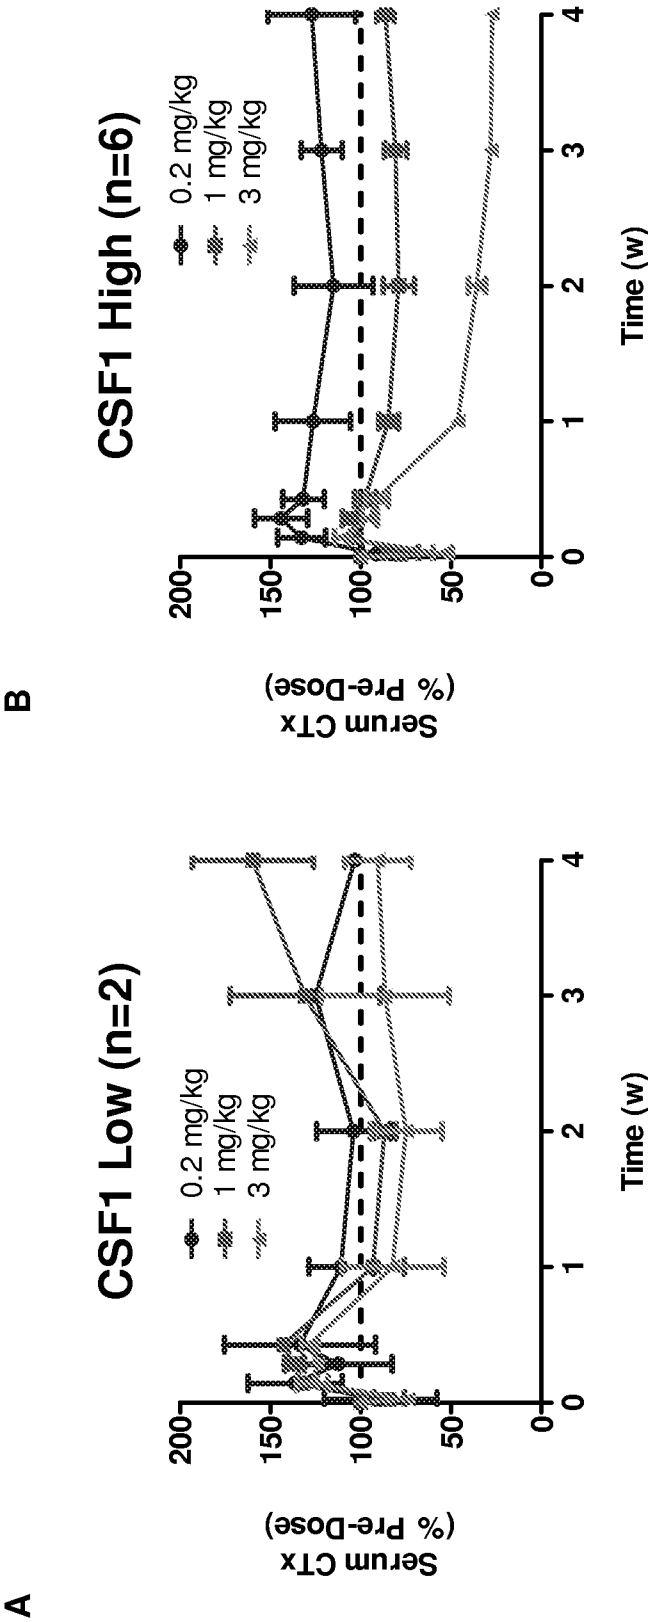 A
CSF1 Low (n=2)
0.2 mg/kg
1 mg/kg
3 mg/kg
Serum CTx
(% Pre-Dose)
200
150
100
50
0
0 1 2 3 4
Time (w)
B
CSF1 High (n=6)
0.2 mg/kg
1 mg/kg
3 mg/kg
Serum CTx
(% Pre-Dose)
200
150
100
50
0
0 1 2 3 4
Time (w)